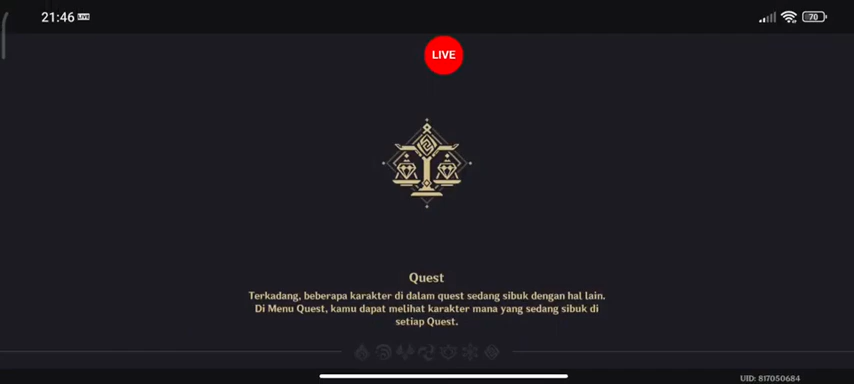 21:46 LIVE
70
LIVE
Quest
Terkadang, beberapa karakter di dalam quest sedang sibuk dengan hal lain.
Di Menu Quest, kamu dapat melihat karakter mana yang sedang sibuk di
setiap Quest.
UID: 817050684